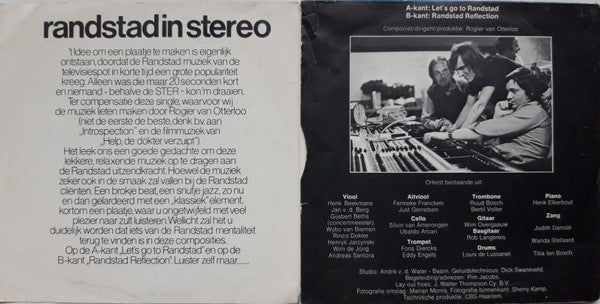 randstad in stereo
't Idee om een plaatje te maken is eigenlijk
ontstaan, doordat de Randstad muziek van de
televisiespot in korte tijd een grote populariteit
kreeg. Alleen was die maar 20 seconden kort
en niemand - behalve de STER - kon 'm draaien.
Ter compensatie deze single, waarvoor wij
de muziek lieten maken door Rogier van Otterloo
(niet de eerste de beste, denk b.v. aan
„Introspection" en de filmmuziek van
„Help, de dokter verzuipt")
Het leek ons een goede gedachte om deze
lekkere, relaxende muziek op te dragen aan
de Randstad uitzendkracht. Hoewel de muziek
zeker ook in de smaak zal vallen bij de Randstad
cliënten. Een brokje beat, een snufje jazz, zo nu
en dan gelardeerd met een „klassiek" element,
kortom een plaatje, waar u ongetwijfeld met veel
plezier naar zult luisteren. Wellicht zal het u
duidelijk worden dat iets van de Randstad mentaliteit
terug te vinden is in deze composities.
Op de A-kant „Let's go to Randstad" en op de
B-kant „Randstad Reflection". Luister zelf maar......
A-kant: Let's go to Randstad
B-kant: Randstad Reflection
Componist/dirigent/produktie: Rogier van Otterloo
Orkest bestaande uit:
Viool
Henk Beekmans
Jan v. d. Berg
Gijsbert Beths
(concertmeester)
Wybo van Biemen
Rinco Dokter
Henryk Jarzynski
Wim de Jong
Andreas Santora
Altviool
Ferineke Francken
Just Gerretsen
Cello
Silvin van Amerongen
Ubaldo Arcari
Trompet
Fons Diercks
Eddy Engels
Trombone
Ruud Bosch
Bertil Voller
Gitaar
Wim Overgaauw
Basgitaar
Rob Langereis
Drums
Louis de Lussanet
Piano
Henk Elkerbout
Zang
Judith Damsté
Wanda Stellaard
Titia ten Bosch
Studio: André v. d. Water - Baarn. Geluidstechnicus: Dick Swaneveld.
Begeleiding/adviezen: Pim Jacobs.
Lay-out hoes: J. Walter Thompson Cy. B.V.
Fotografie omslag: Marian Morris. Fotografie binnenkant: Sherry Kamp.
Technische produktie: CBS-Haarlem.